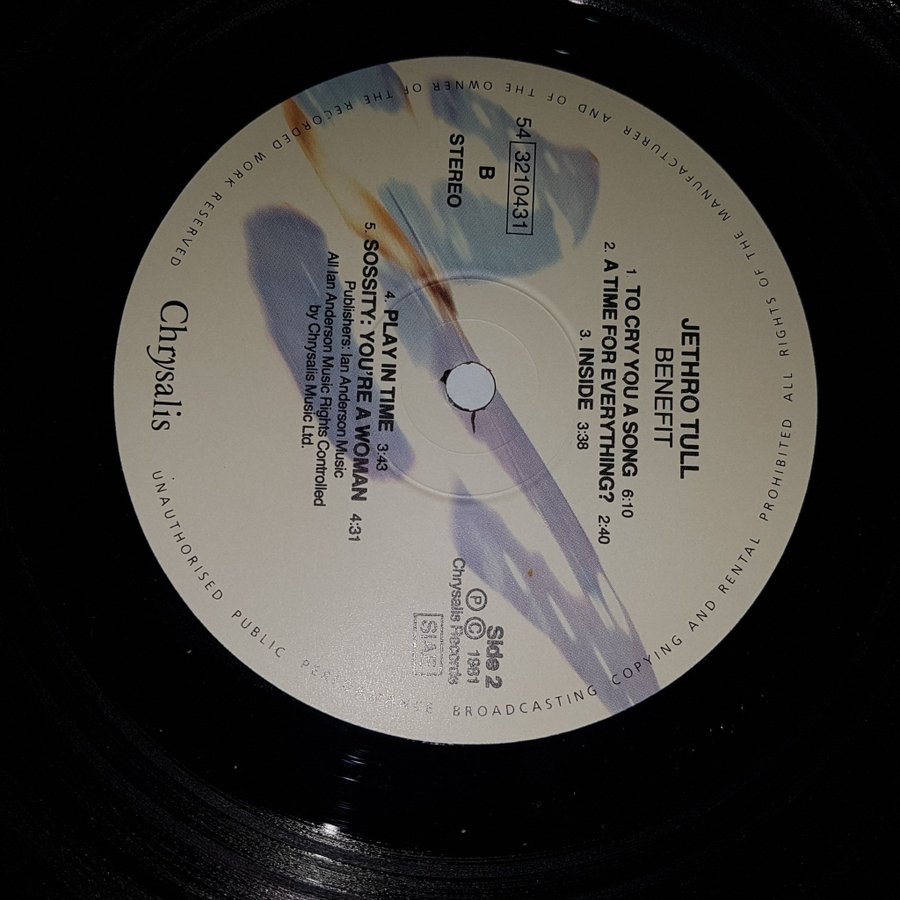 JETHRO TULL
BENEFIT
1. TO CRY YOU A SONG 6:10
2. A TIME FOR EVERYTHING? 2:40
3. INSIDE 3:38
54 3210431
B
STEREO
Side 2
Ⓟ © 1981
Chrysalis Records
4. PLAY IN TIME 3:43
5. SOSSITY: YOU'RE A WOMAN 4:31
Publishers: Ian Anderson Music
All Ian Anderson Music Rights Controlled
by Chrysalis Music Ltd.
Chrysalis
ALL RIGHTS OF THE MANUFACTURER AND OF THE OWNER OF THE RECORDED WORK RESERVED
UNAUTHORISED PUBLIC BROADCASTING COPYING AND RENTAL PROHIBITED